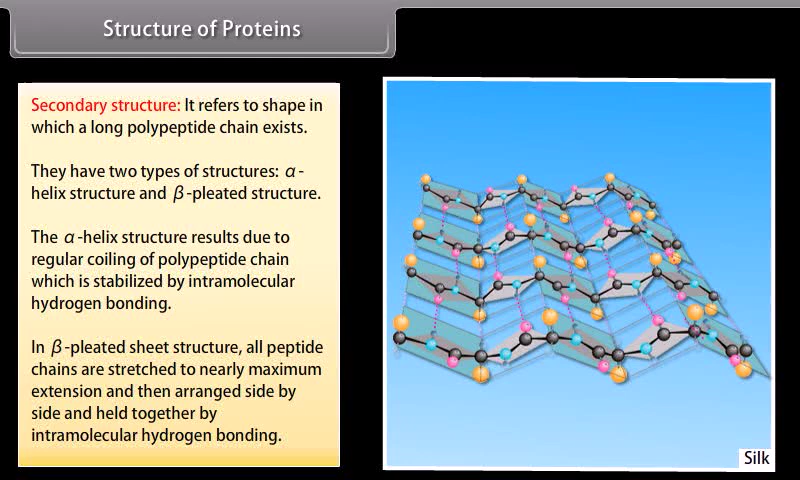 Structure of Proteins
Secondary structure: It refers to shape in
which a long polypeptide chain exists.
They have two types of structures: α-
helix structure and β-pleated structure.
The α-helix structure results due to
regular coiling of polypeptide chain
which is stabilized by intramolecular
hydrogen bonding.
In β-pleated sheet structure, all peptide
chains are stretched to nearly maximum
extension and then arranged side by
side and held together by
intramolecular hydrogen bonding.
Silk